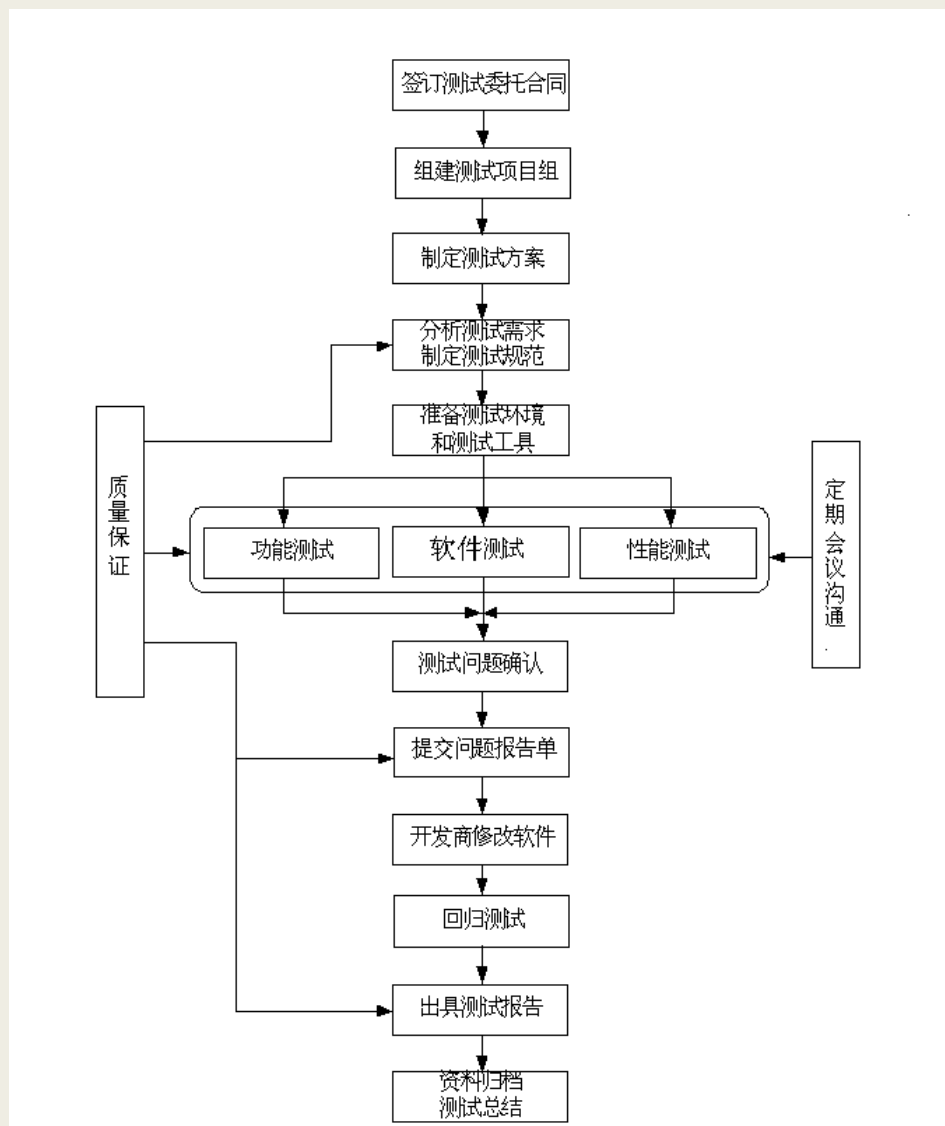 签订测试委托合同
组建测试项目组
制定测试方案
分析测试需求
制定测试规范
准备测试环境
和测试工具
质量保证
定期会议沟通
功能测试
软件测试
性能测试
测试问题确认
提交问题报告单
开发商修改软件
回归测试
出具测试报告
资料归档
测试总结